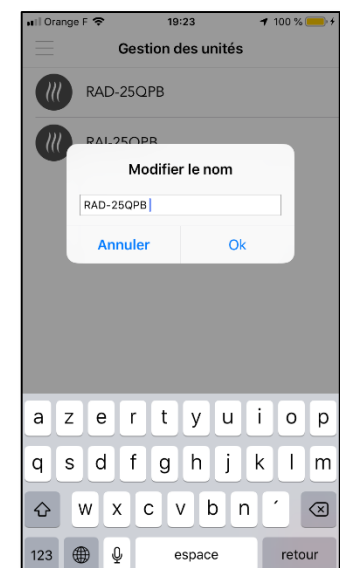 Orange F 19:23 100 %
Gestion des unités
RAD-25QPB
RAI-25QPB
Modifier le nom
RAD-25QPB
Annuler Ok
a z e r t y u i o p
q s d f g h j k l m
w x c v b n ´
123 espace retour